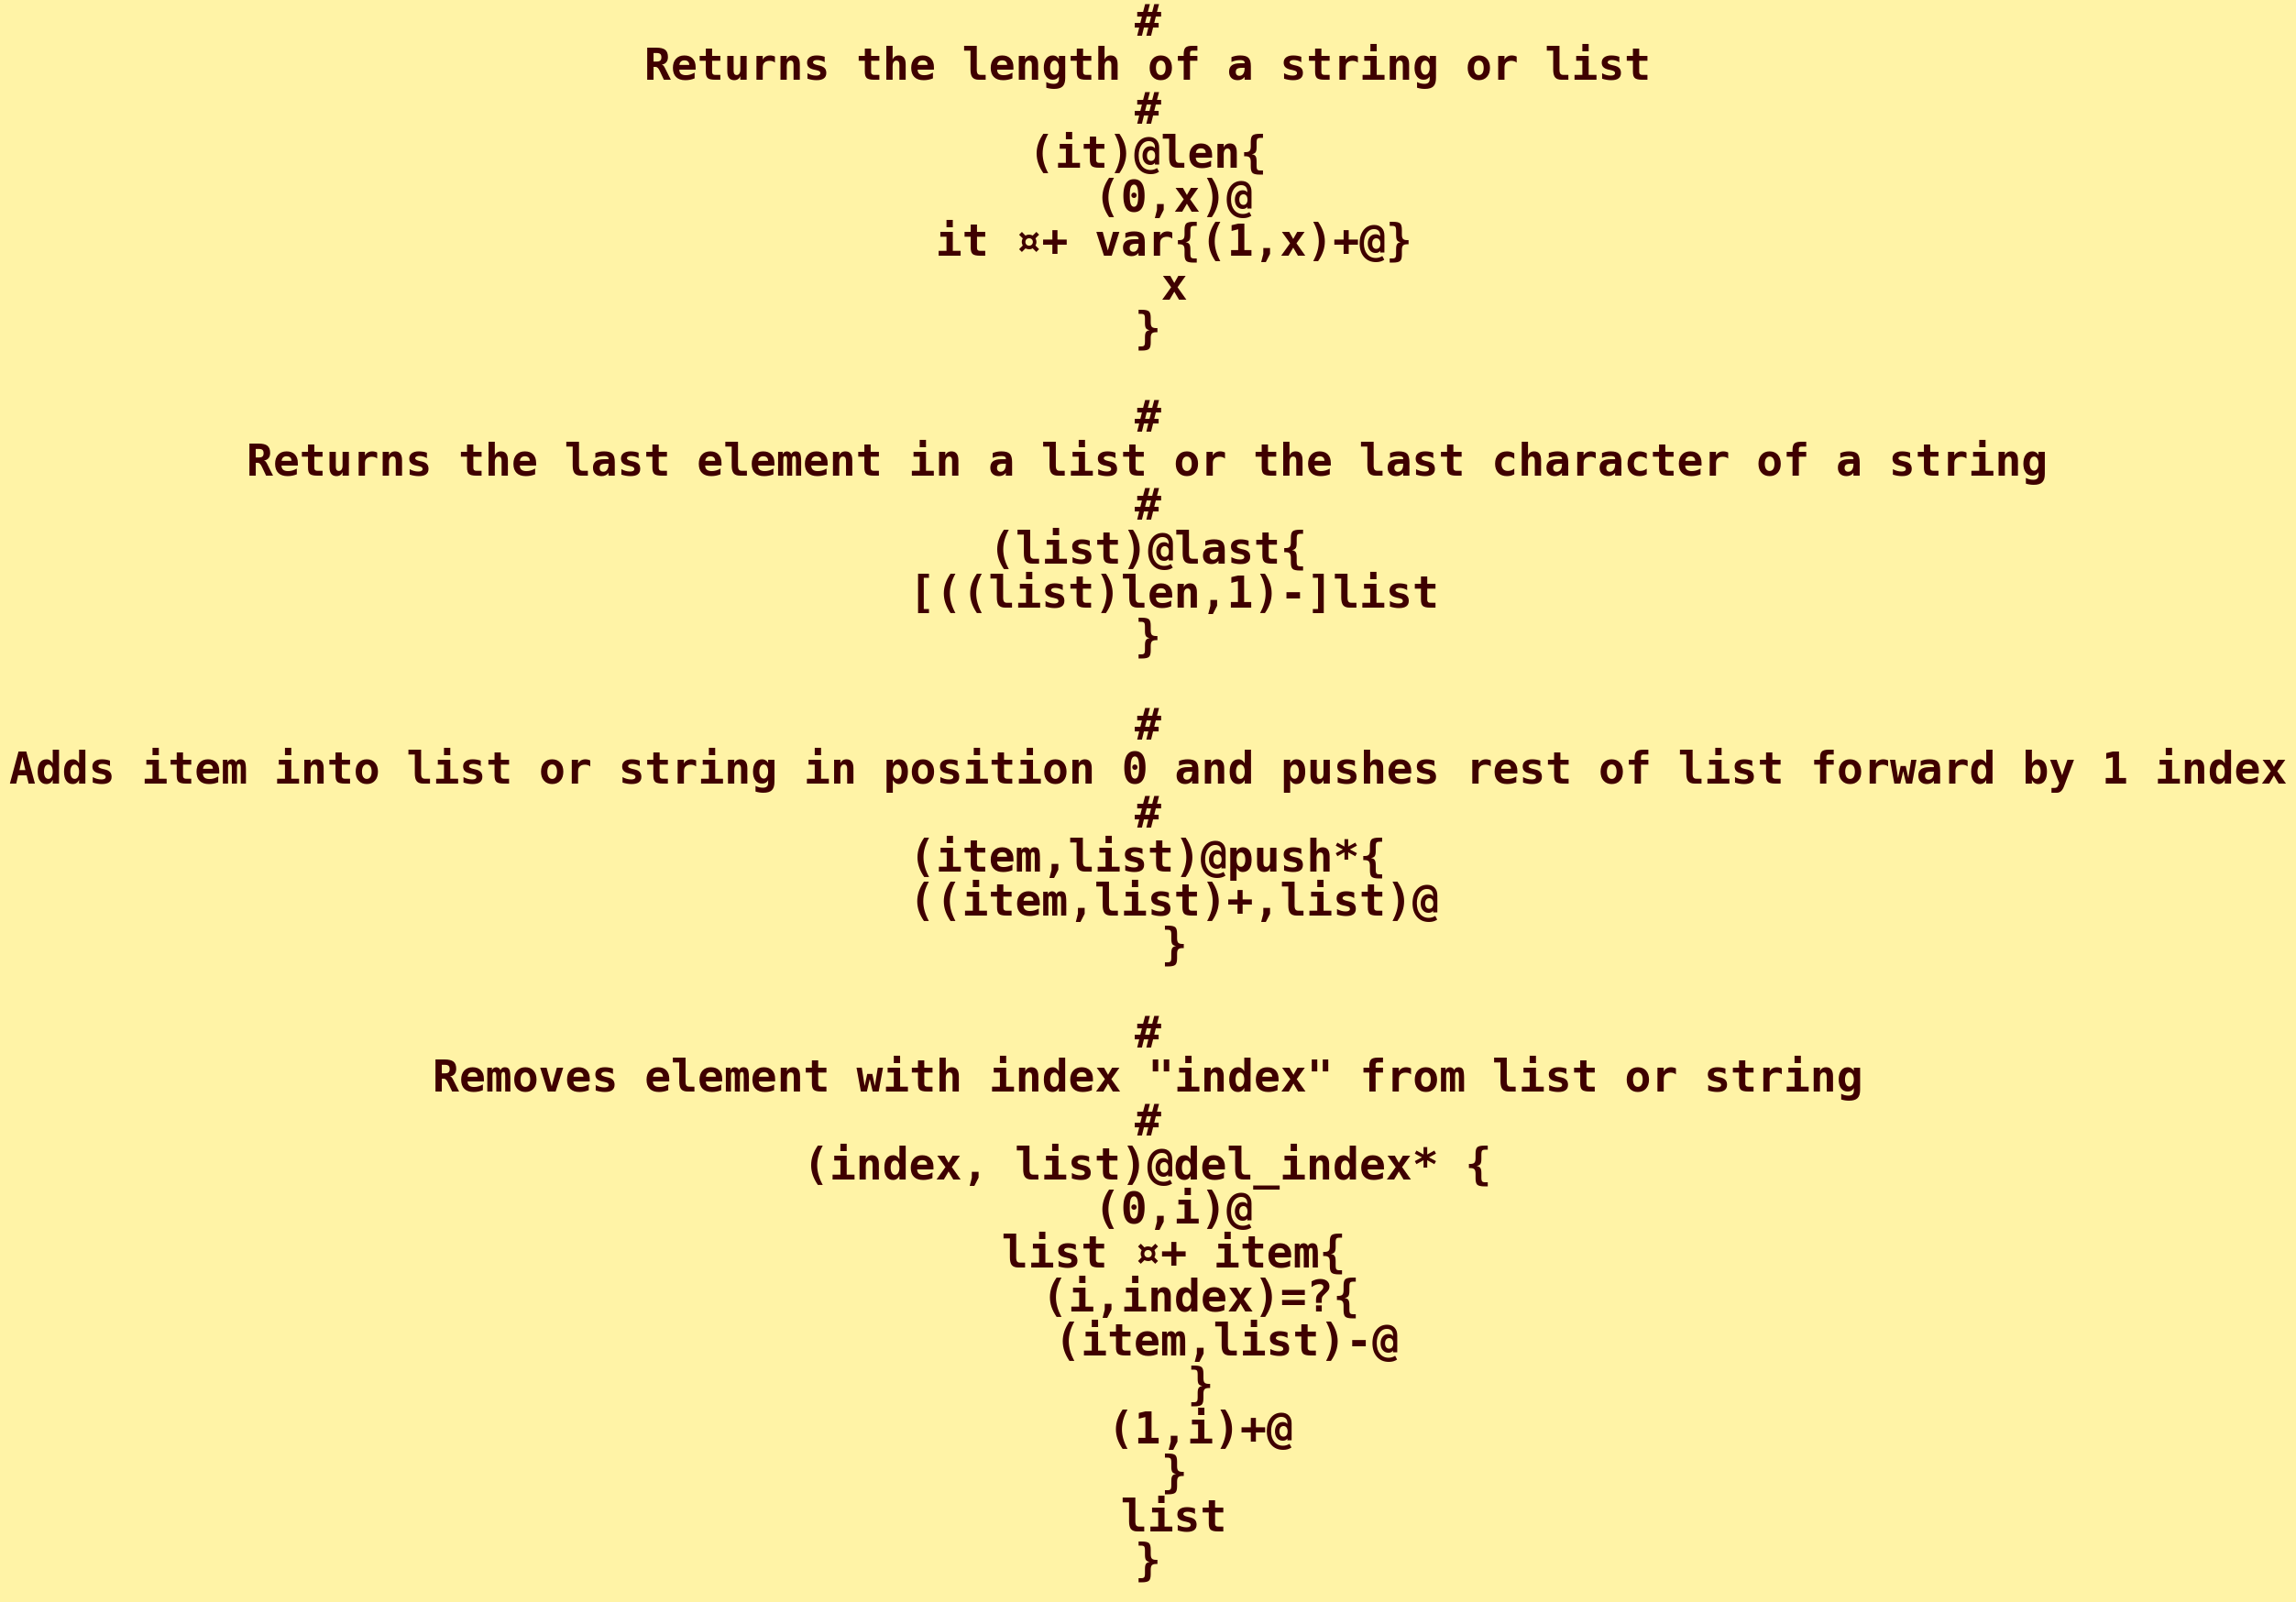 #
Returns the length of a string or list
#
(it)@len{
(0,x)@
it ¤+ var{(1,x)+@}
x
}
#
Returns the last element in a list or the last character of a string
#
(list)@last{
[((list)len,1)-]list
}
#
Adds item into list or string in position 0 and pushes rest of list forward by 1 index
#
(item,list)@push*{
((item,list)+,list)@
}
#
Removes element with index "index" from list or string
#
(index, list)@del_index* {
(0,i)@
list ¤+ item{
(i,index)=?{
(item,list)-@
}
(1,i)+@
}
list
}